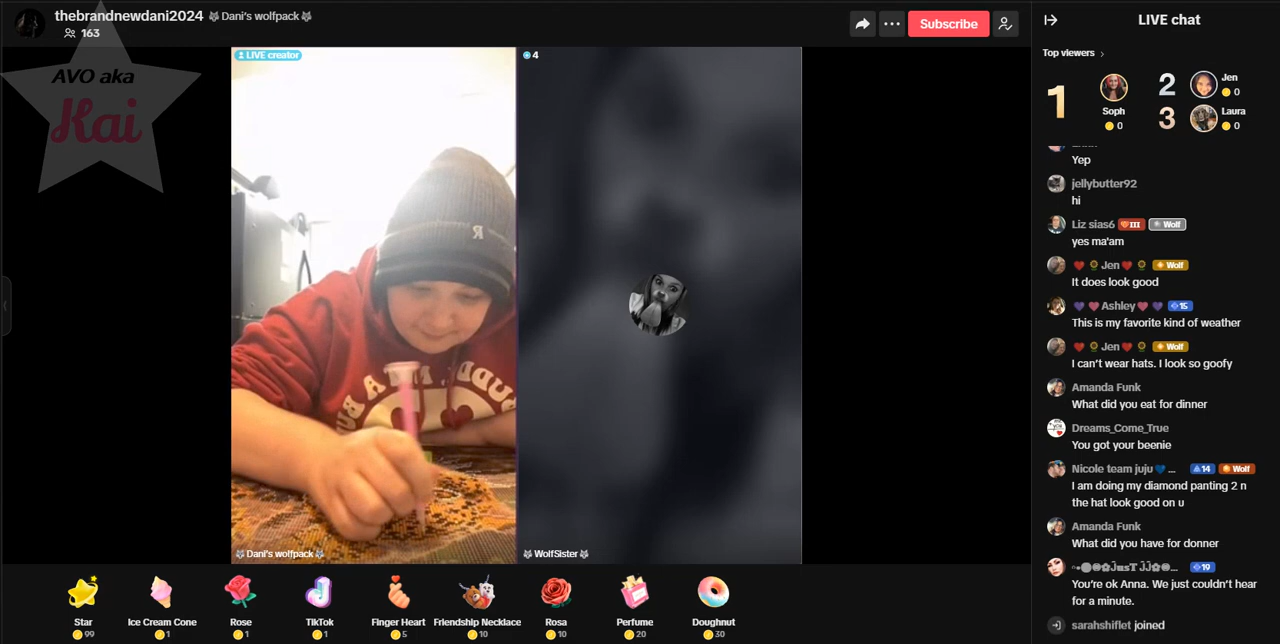 thebrandnewdani2024 🐺Dani's wolfpack🐺
163
Subscribe
AVO aka
Kai
LIVE creator
4
R
🐺Dani's wolfpack🐺
🐺WolfSister🐺
Star
99
Ice Cream Cone
1
Rose
1
TikTok
1
Finger Heart
5
Friendship Necklace
10
Rosa
10
Perfume
20
Doughnut
30
LIVE chat
Top viewers
1
Soph
0
2
Jen
0
3
Laura
0
Yep
jellybutter92
hi
Liz sias6 III Wolf
yes ma'am
❤️🌻Jen❤️🌻 Wolf
It does look good
💜💗Ashley💗💜 15
This is my favorite kind of weather
❤️🌻Jen❤️🌻 Wolf
I can't wear hats. I look so goofy
Amanda Funk
What did you eat for dinner
Dreams_Come_True
You got your beenie
Nicole team juju💙... 14 Wolf
I am doing my diamond panting 2 n
the hat look good on u
Amanda Funk
What did you have for donner
19
You're ok Anna. We just couldn't hear
for a minute.
sarahshiflet joined